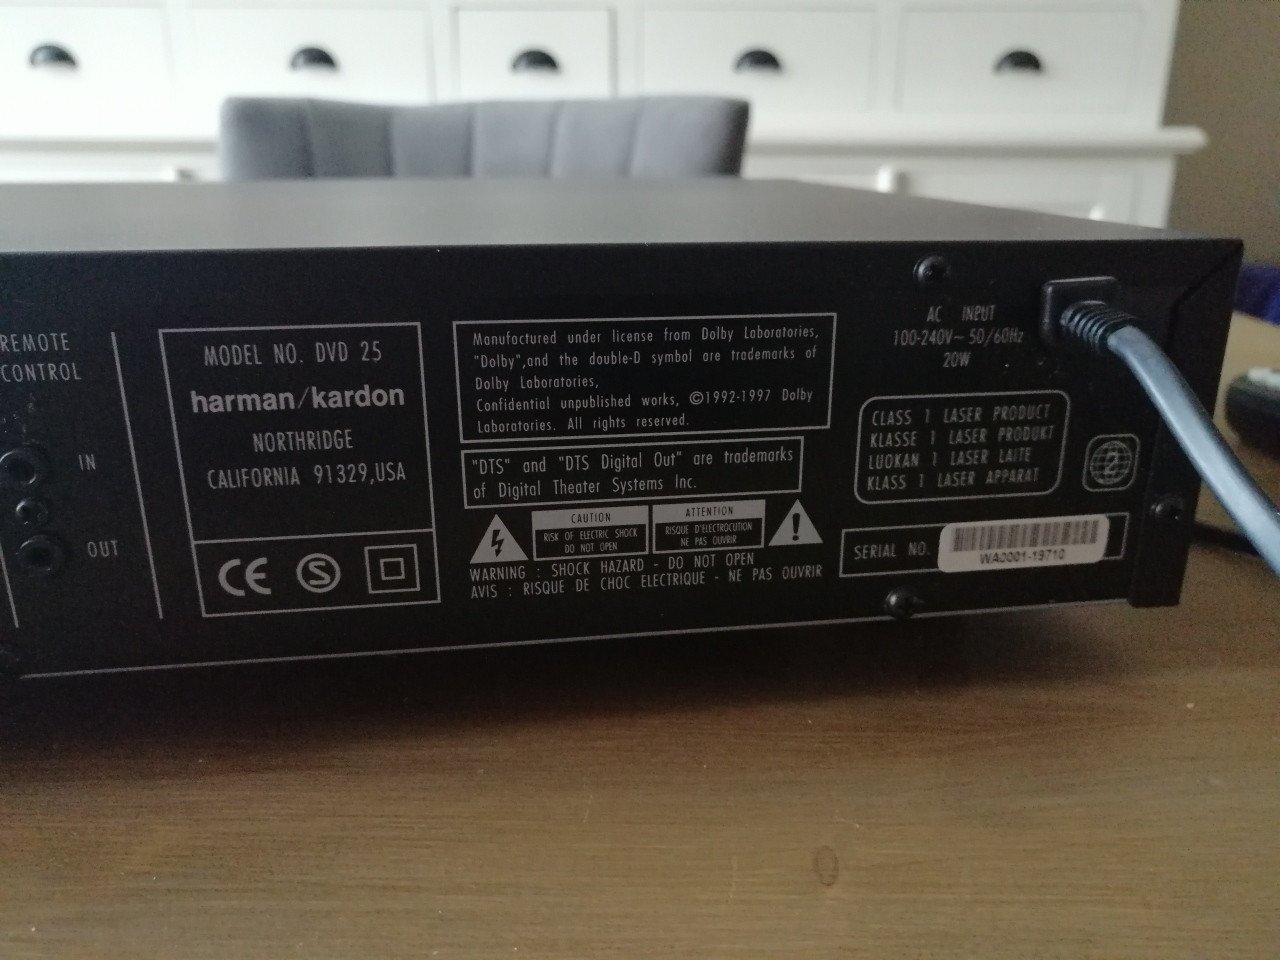 REMOTE
CONTROL
IN
OUT
MODEL NO. DVD 25
harman/kardon
NORTHRIDGE
CALIFORNIA 91329,USA
CE
S
Manufactured under license from Dolby Laboratories,
"Dolby",and the double-D symbol are trademarks of
Dolby Laboratories,
Confidential unpublished works, ©1992-1997 Dolby
Laboratories. All rights reserved.
"DTS" and "DTS Digital Out" are trademarks
of Digital Theater Systems Inc.
CAUTION
RISK OF ELECTRIC SHOCK
DO NOT OPEN
ATTENTION
RISQUE D'ELECTROCUTION
NE PAS OUVRIR
!
WARNING : SHOCK HAZARD - DO NOT OPEN
AVIS : RISQUE DE CHOC ELECTRIQUE - NE PAS OUVRIR
AC INPUT
100-240V~ 50/60Hz
20W
CLASS 1 LASER PRODUCT
KLASSE 1 LASER PRODUKT
LUOKAN 1 LASER LAITE
KLASS 1 LASER APPARAT
2
SERIAL NO.
WA0001-19710